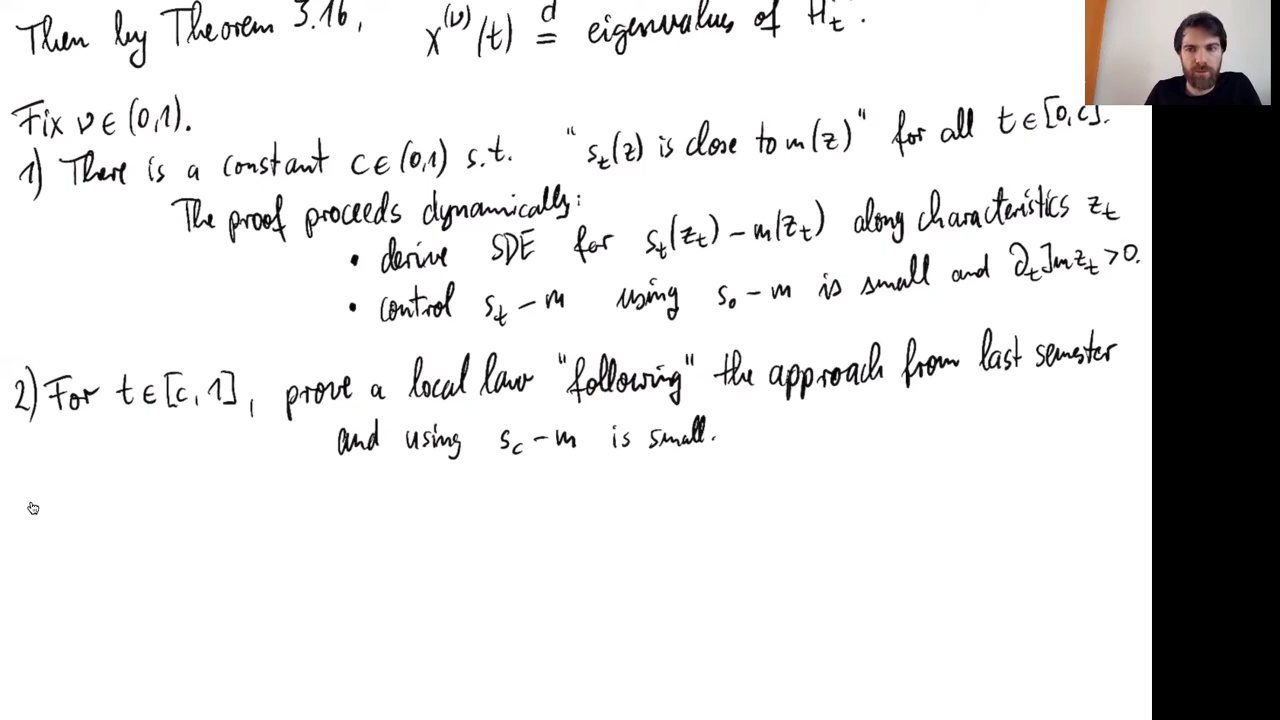 Then by Theorem 3.16, x^(ν)(t) =^d eigenvalues of H_t.
Fix ν ∈ (0,1).
1) There is a constant c ∈ (0,1) s.t. "s_t(z) is close to m(z)" for all t ∈ [0,c].
The proof proceeds dynamically:
• derive SDE for s_t(z_t) - m(z_t) along characteristics z_t
• control s_t - m using s_0 - m is small and ∂_t Im z_t > 0.
2) For t ∈ [c,1], prove a local law "following" the approach from last semester
and using s_c - m is small.